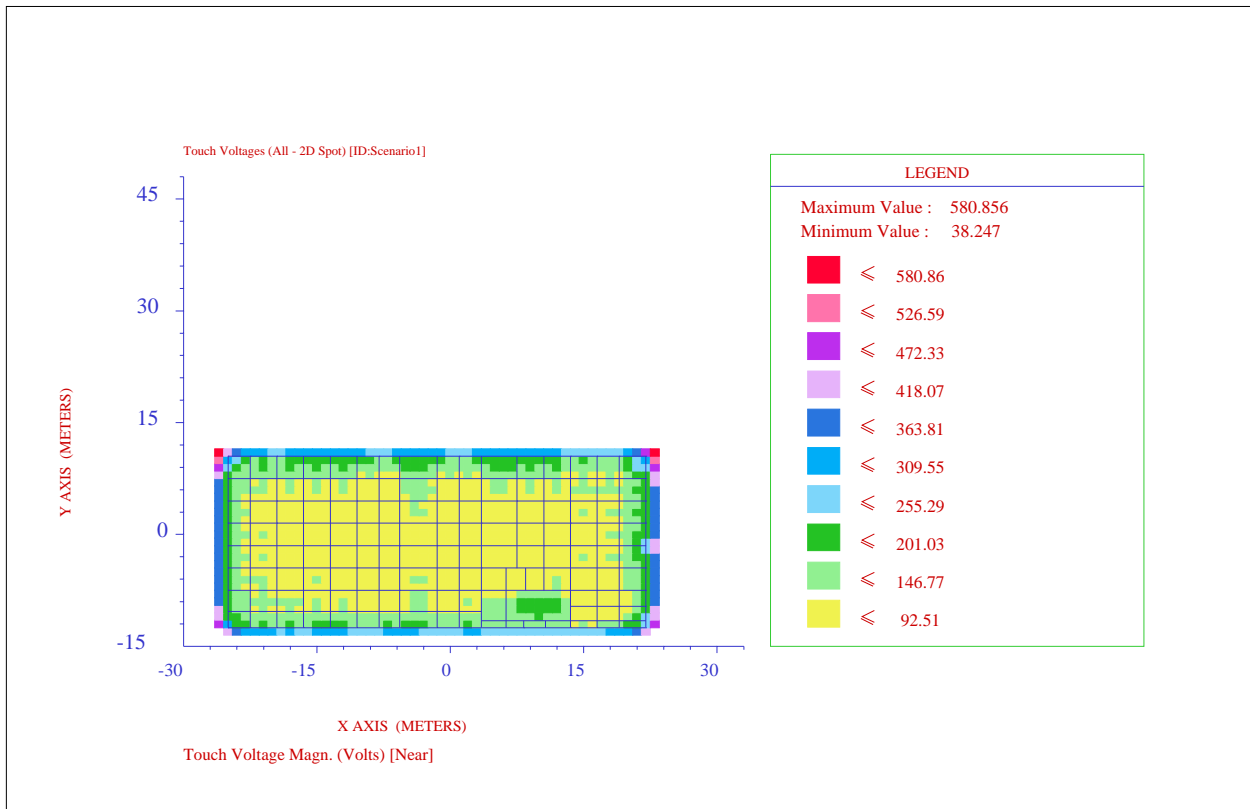 Touch Voltages (All - 2D Spot) [ID:Scenario1]
45
30
15
0
-15
Y AXIS (METERS)
-30
-15
0
15
30
X AXIS (METERS)
Touch Voltage Magn. (Volts) [Near]
LEGEND
Maximum Value : 580.856
Minimum Value : 38.247
⩽ 580.86
⩽ 526.59
⩽ 472.33
⩽ 418.07
⩽ 363.81
⩽ 309.55
⩽ 255.29
⩽ 201.03
⩽ 146.77
⩽ 92.51